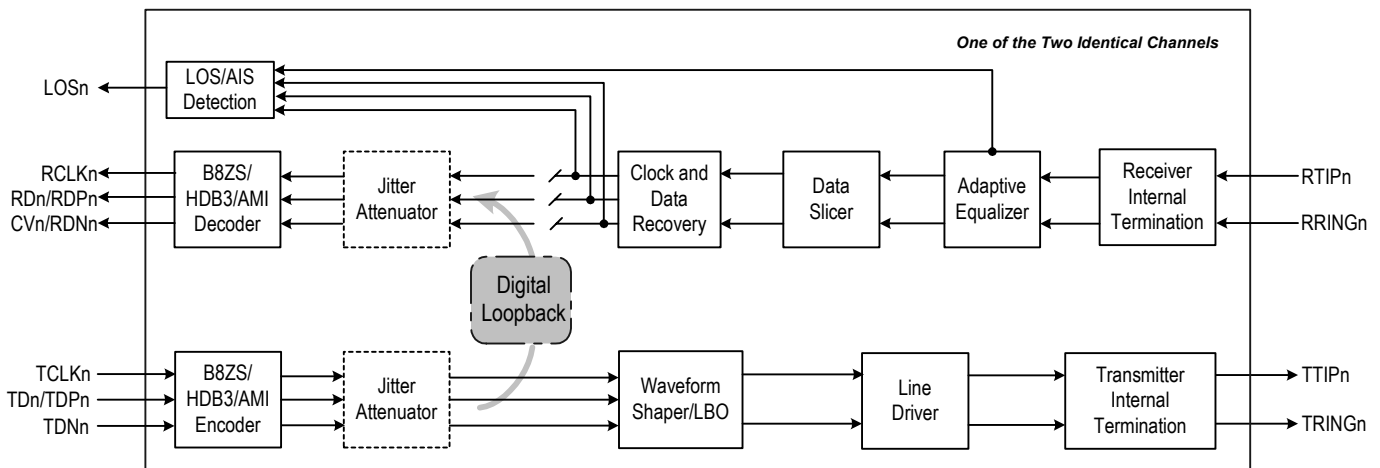 One of the Two Identical Channels
LOSn
LOS/AIS
Detection
RCLKn
RDn/RDPn
CVn/RDNn
B8ZS/
HDB3/AMI
Decoder
Jitter
Attenuator
Clock and
Data
Recovery
Data
Slicer
Adaptive
Equalizer
Receiver
Internal
Termination
RTIPn
RRINGn
Digital
Loopback
TCLKn
TDn/TDPn
TDNn
B8ZS/
HDB3/AMI
Encoder
Jitter
Attenuator
Waveform
Shaper/LBO
Line
Driver
Transmitter
Internal
Termination
TTIPn
TRINGn